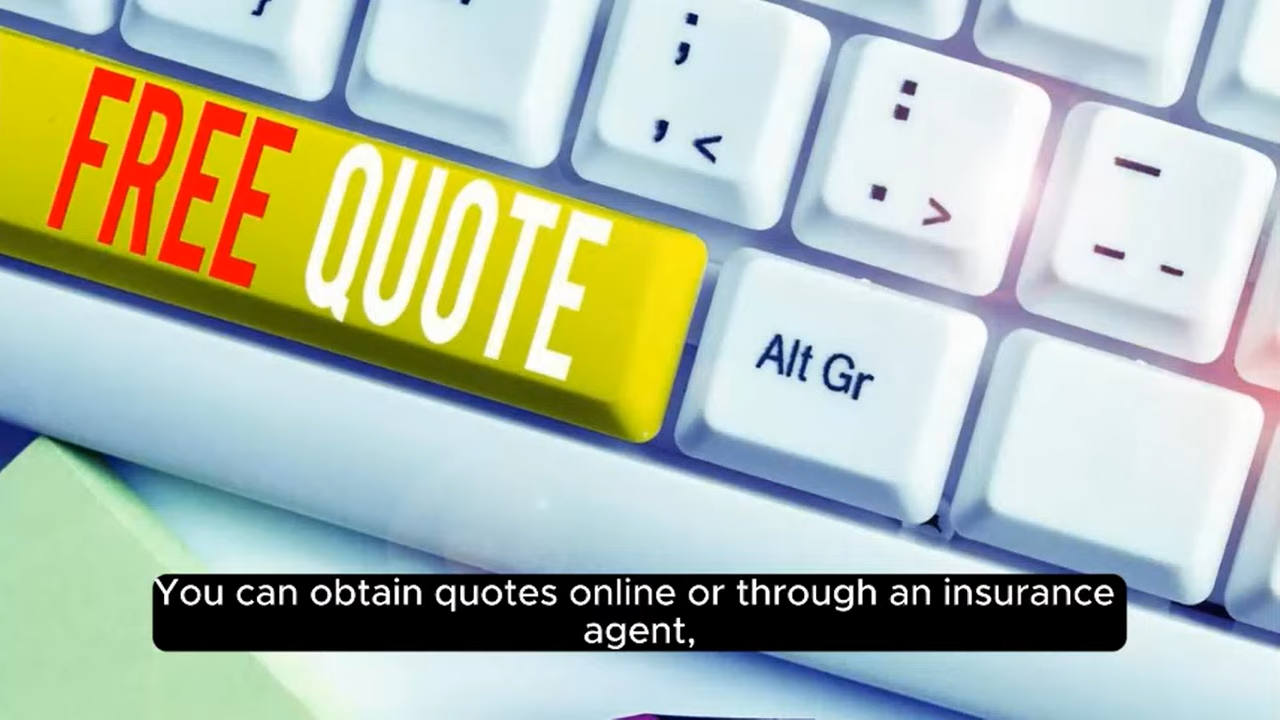 ; 
, <
:
. >
_
- -
FREE QUOTE
Alt Gr
You can obtain quotes online or through an insurance
agent,